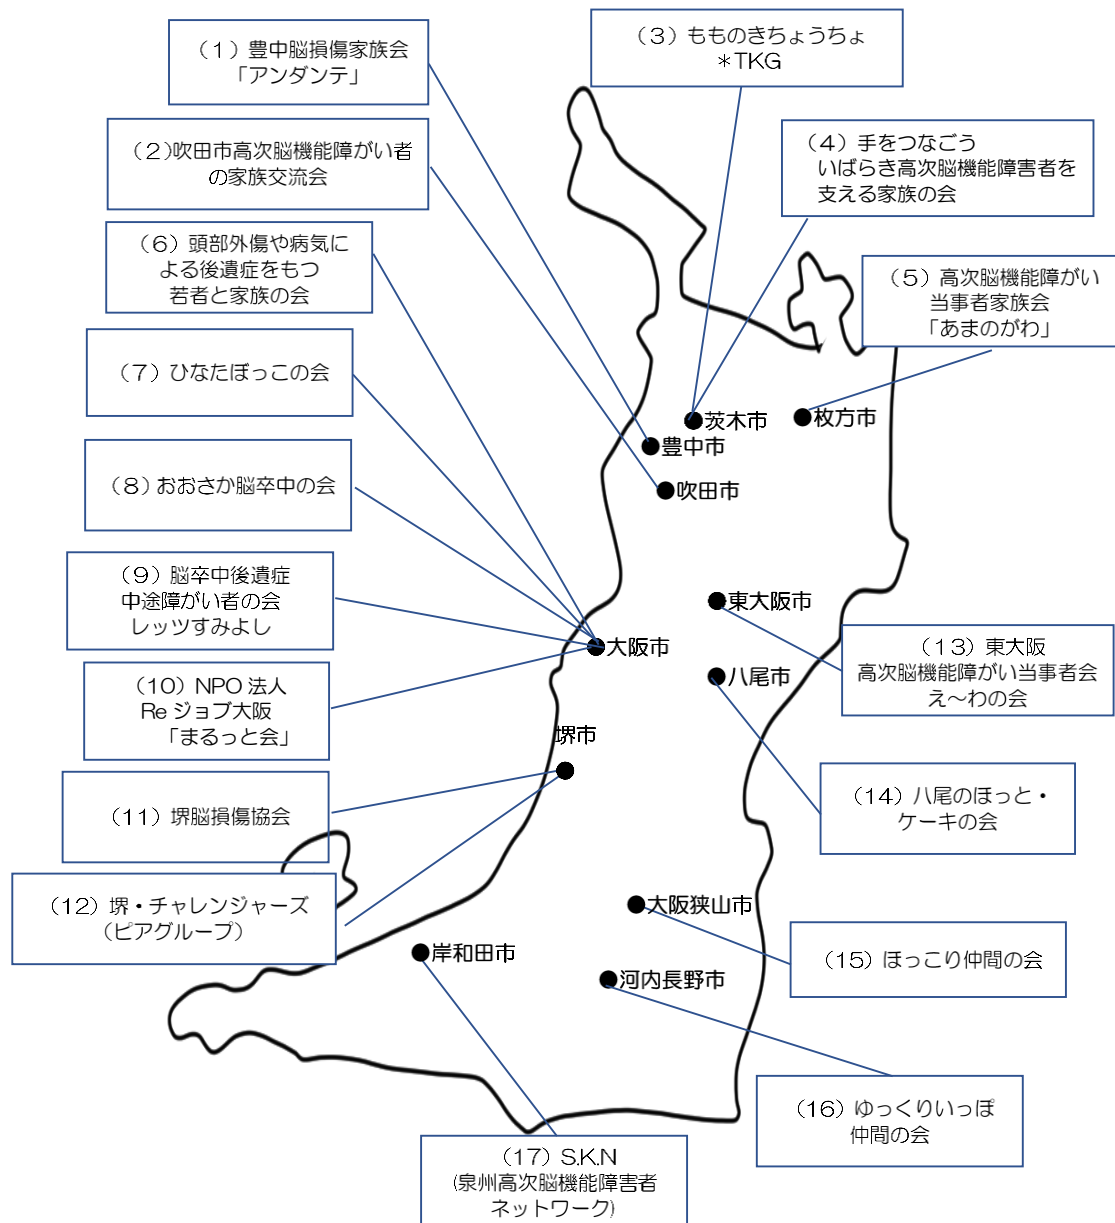 （１）豊中脳損傷家族会
「アンダンテ」
（２)吹田市高次脳機能障がい者
の家族交流会
（３）もものきちょうちょ
＊TKG
（４）手をつなごう
いばらき高次脳機能障害者を
支える家族の会
（５）高次脳機能障がい
当事者家族会
「あまのがわ」
（６）頭部外傷や病気に
よる後遺症をもつ
若者と家族の会
（７）ひなたぼっこの会
（８）おおさか脳卒中の会
（９）脳卒中後遺症
中途障がい者の会
レッツすみよし
（10）NPO 法人
Re ジョブ大阪
「まるっと会」
（11）堺脳損傷協会
（12）堺・チャレンジャーズ
（ピアグループ）
茨木市
枚方市
豊中市
吹田市
東大阪市
大阪市
八尾市
堺市
大阪狭山市
岸和田市
河内長野市
（13）東大阪
高次脳機能障がい当事者会
え～わの会
（14）八尾のほっと・
ケーキの会
（15）ほっこり仲間の会
（16）ゆっくりいっぽ
仲間の会
（17）S.K.N
(泉州高次脳機能障害者
ネットワーク)